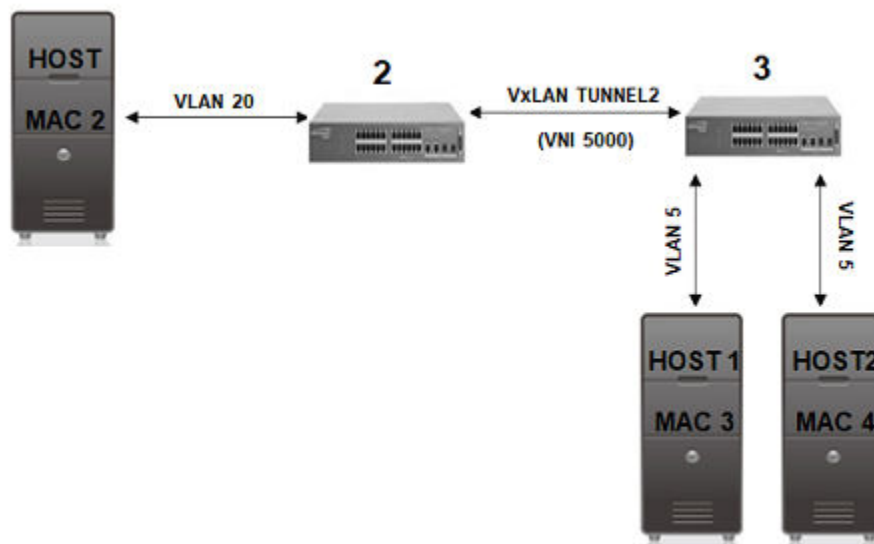 HOST
MAC 2
VLAN 20
2
VxLAN TUNNEL2
(VNI 5000)
3
VLAN 5
VLAN 5
HOST 1
MAC 3
HOST2
MAC 4